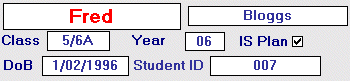 Fred Bloggs
Class 5/6A Year 06 IS Plan
DoB 1/02/1996 Student ID 007